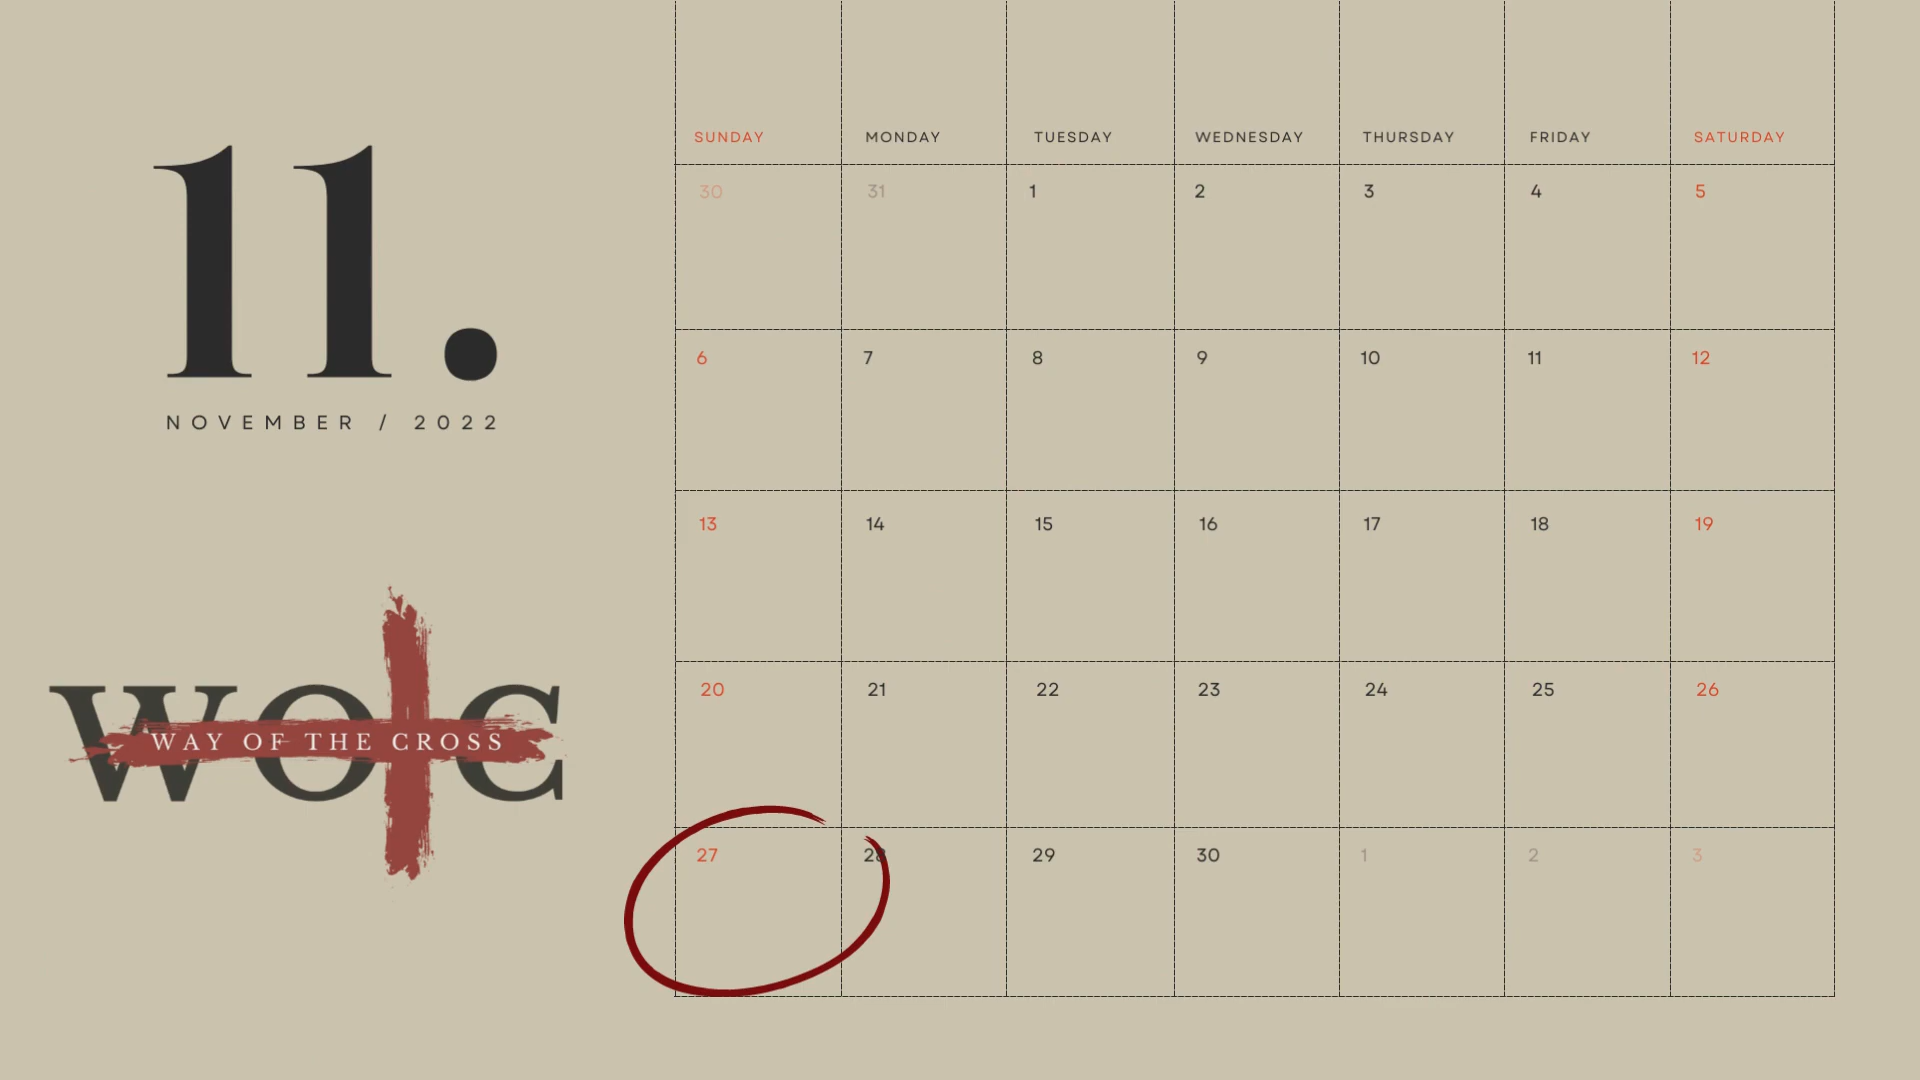 11.
NOVEMBER / 2022
WOC
WAY OF THE CROSS
SUNDAY MONDAY TUESDAY WEDNESDAY THURSDAY FRIDAY SATURDAY
30 31 1 2 3 4 5
6 7 8 9 10 11 12
13 14 15 16 17 18 19
20 21 22 23 24 25 26
27 28 29 30 1 2 3